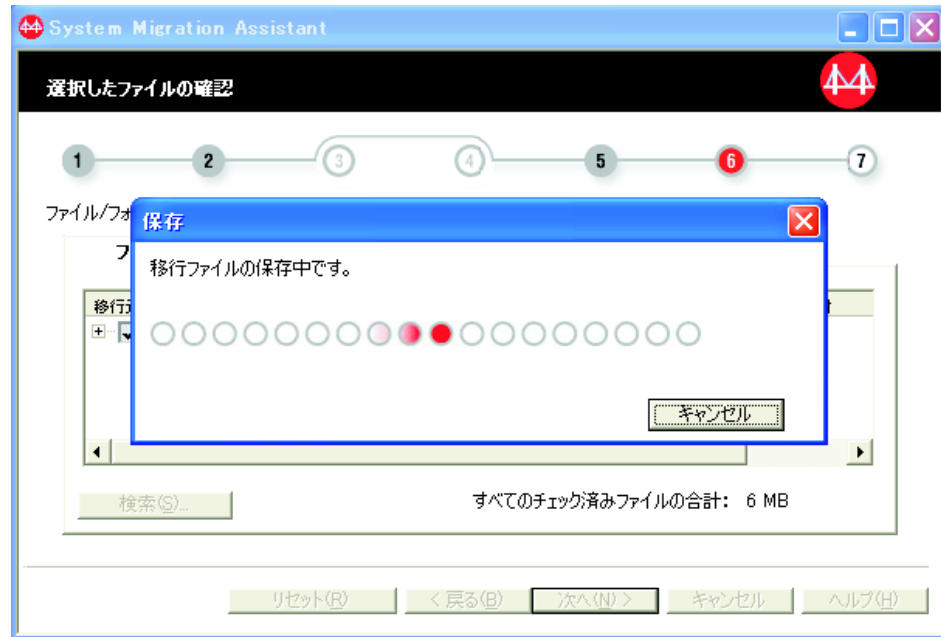 System Migration Assistant
選択したファイルの確認
1 2 3 4 5 6 7
ファイル/フォ
フ
保存
移行ファイルの保存中です。
移行
キャンセル
検索(S)...
すべてのチェック済みファイルの合計: 6 MB
リセット(R) < 戻る(B) 次へ(N) > キャンセル ヘルプ(H)